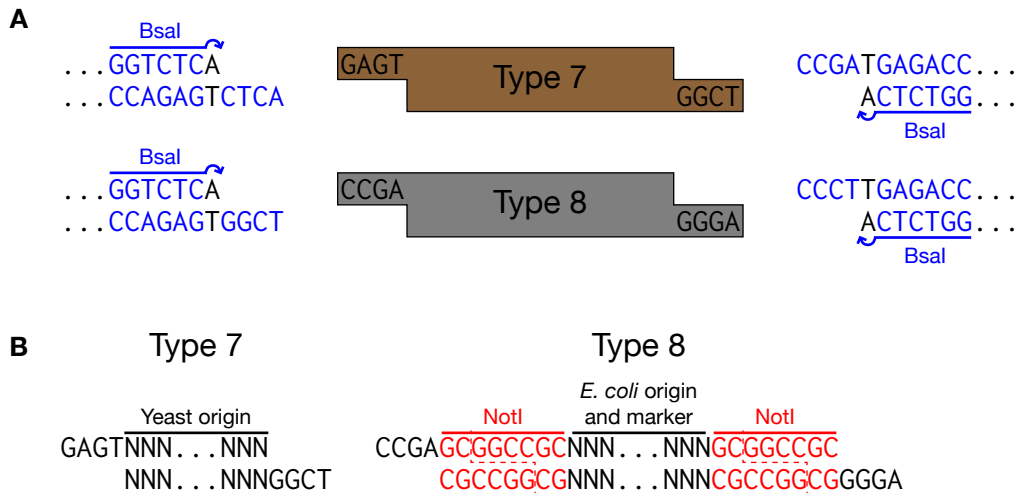 A
BsaI
...GGTCTCA
...CCAGAGTCTCA
GAGT
Type 7
GGCT
CCGATGAGACC...
ACTCTGG...
BsaI
BsaI
...GGTCTCA
...CCAGAGTGGCT
CCGA
Type 8
GGGA
CCCTTGAGACC...
ACTCTGG...
BsaI
B
Type 7
Yeast origin
GAGTNNN...NNN
NNN...NNNGGCT
Type 8
NotI
E. coli origin
and marker
NotI
CCGAGCGGCCGCNNN...NNNGCGGCCGC
CGCCGGCGNNN...NNNCGCCGGCGGGGA